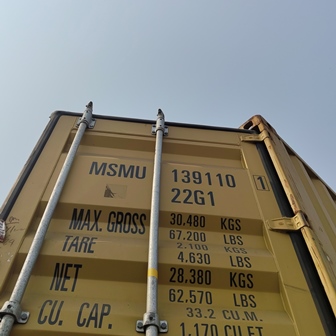 MSMU 139110 1
22G1
MAX. GROSS 30.480 KGS
67.200 LBS
TARE 2.100 KGS
4.630 LBS
NET 28,380 KGS
62.570 LBS
CU. CAP. 33.2 CU.M.
1,170 CU.FT.